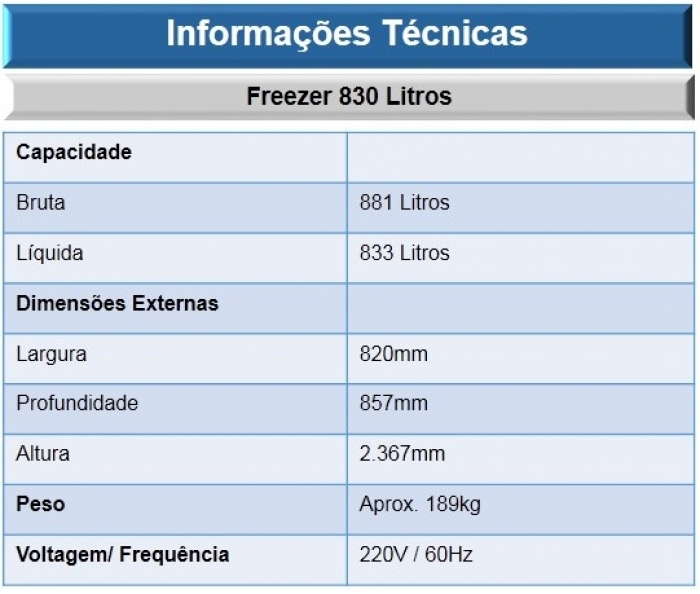 Informações Técnicas
Freezer 830 Litros
Capacidade
Bruta 881 Litros
Líquida 833 Litros
Dimensões Externas
Largura 820mm
Profundidade 857mm
Altura 2.367mm
Peso Aprox. 189kg
Voltagem/ Frequência 220V / 60Hz